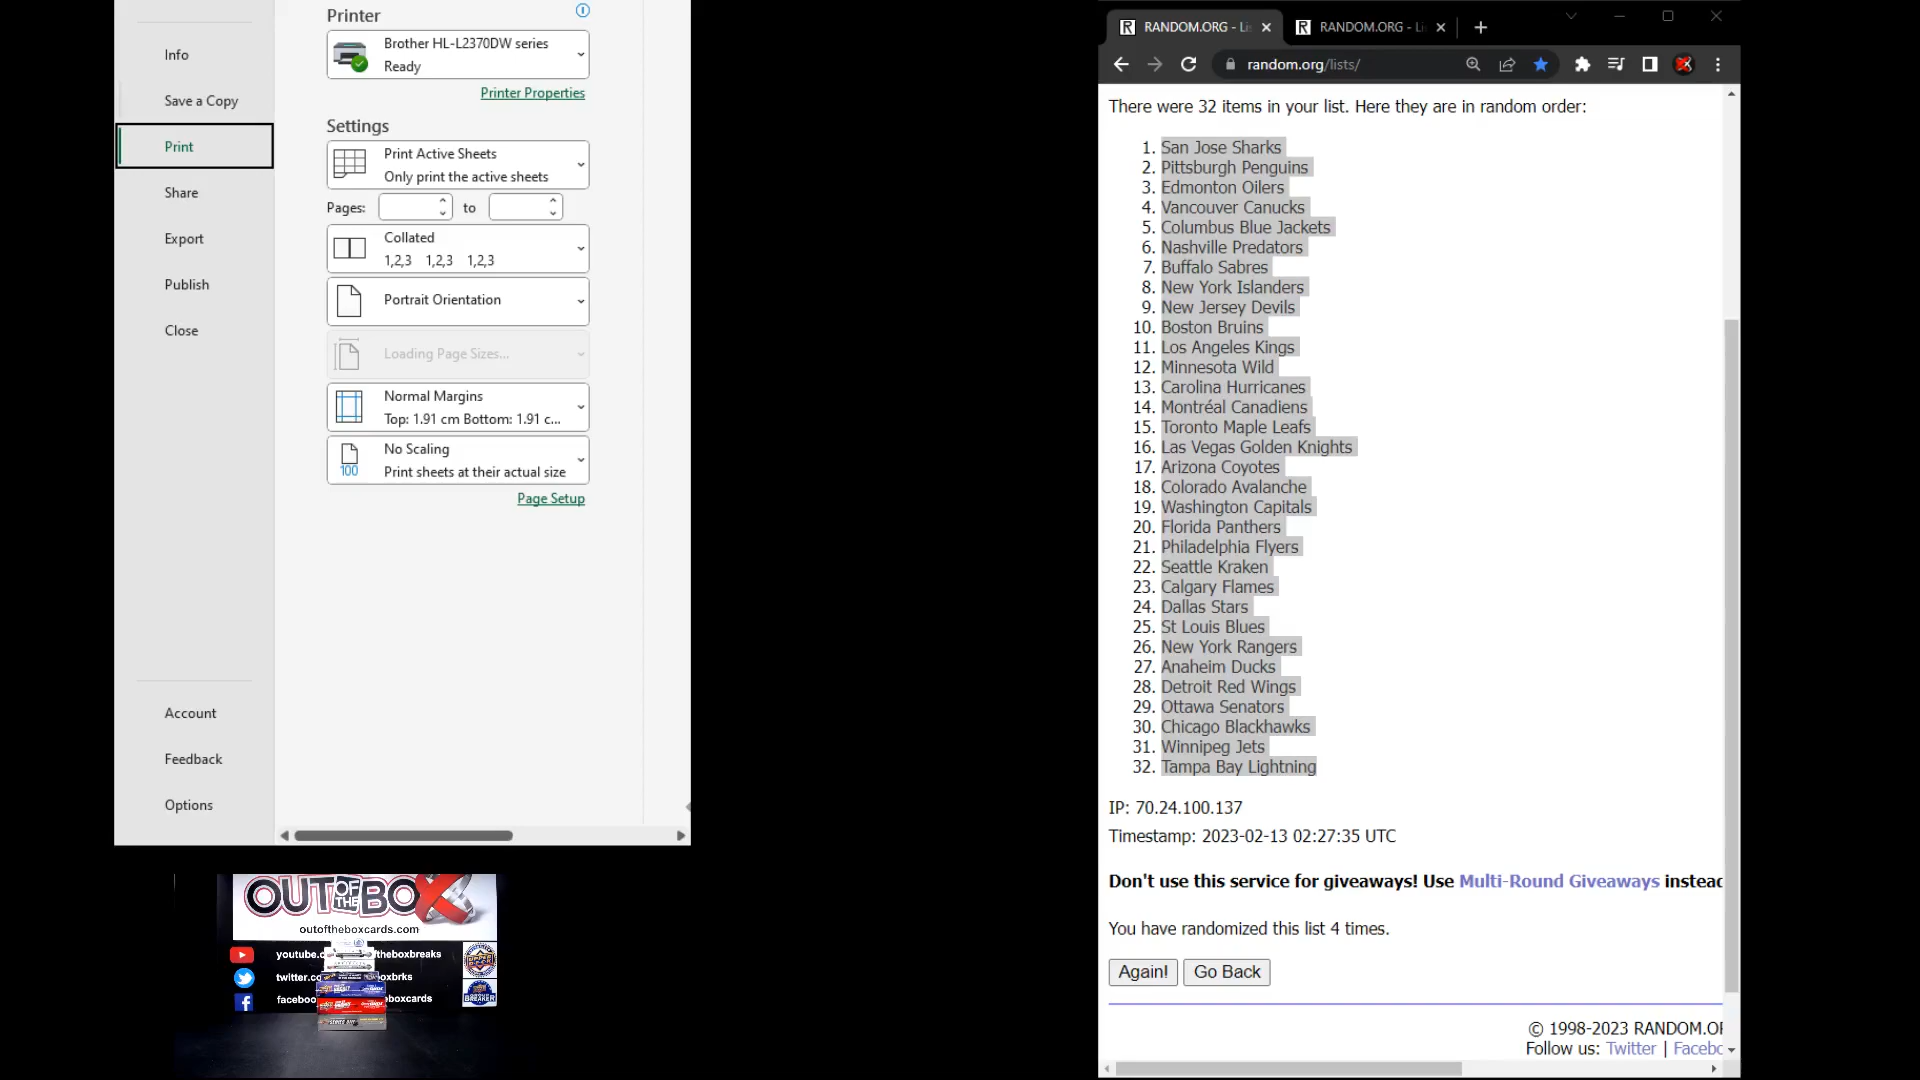 Info
Save a Copy
Print
Share
Export
Publish
Close
Account
Feedback
Options
Printer
Brother HL-L2370DW series
Ready
Printer Properties
Settings
Print Active Sheets
Only print the active sheets
Pages: to
Collated
1,2,3 1,2,3 1,2,3
Portrait Orientation
Loading Page Sizes...
Normal Margins
Top: 1.91 cm Bottom: 1.91 c...
No Scaling
100
Print sheets at their actual size
Page Setup
OUT OF THE BOX
outoftheboxcards.com
youtube.c
ftheboxbreaks
twitter.co
oxbrks
faceboo
eboxcards
RANDOM.ORG - Li
RANDOM.ORG - Li
random.org/lists/
There were 32 items in your list. Here they are in random order:
1. San Jose Sharks
2. Pittsburgh Penguins
3. Edmonton Oilers
4. Vancouver Canucks
5. Columbus Blue Jackets
6. Nashville Predators
7. Buffalo Sabres
8. New York Islanders
9. New Jersey Devils
10. Boston Bruins
11. Los Angeles Kings
12. Minnesota Wild
13. Carolina Hurricanes
14. Montréal Canadiens
15. Toronto Maple Leafs
16. Las Vegas Golden Knights
17. Arizona Coyotes
18. Colorado Avalanche
19. Washington Capitals
20. Florida Panthers
21. Philadelphia Flyers
22. Seattle Kraken
23. Calgary Flames
24. Dallas Stars
25. St Louis Blues
26. New York Rangers
27. Anaheim Ducks
28. Detroit Red Wings
29. Ottawa Senators
30. Chicago Blackhawks
31. Winnipeg Jets
32. Tampa Bay Lightning
IP: 70.24.100.137
Timestamp: 2023-02-13 02:27:35 UTC
Don't use this service for giveaways! Use Multi-Round Giveaways instead
You have randomized this list 4 times.
Again! Go Back
© 1998-2023 RANDOM.OR
Follow us: Twitter | Facebo